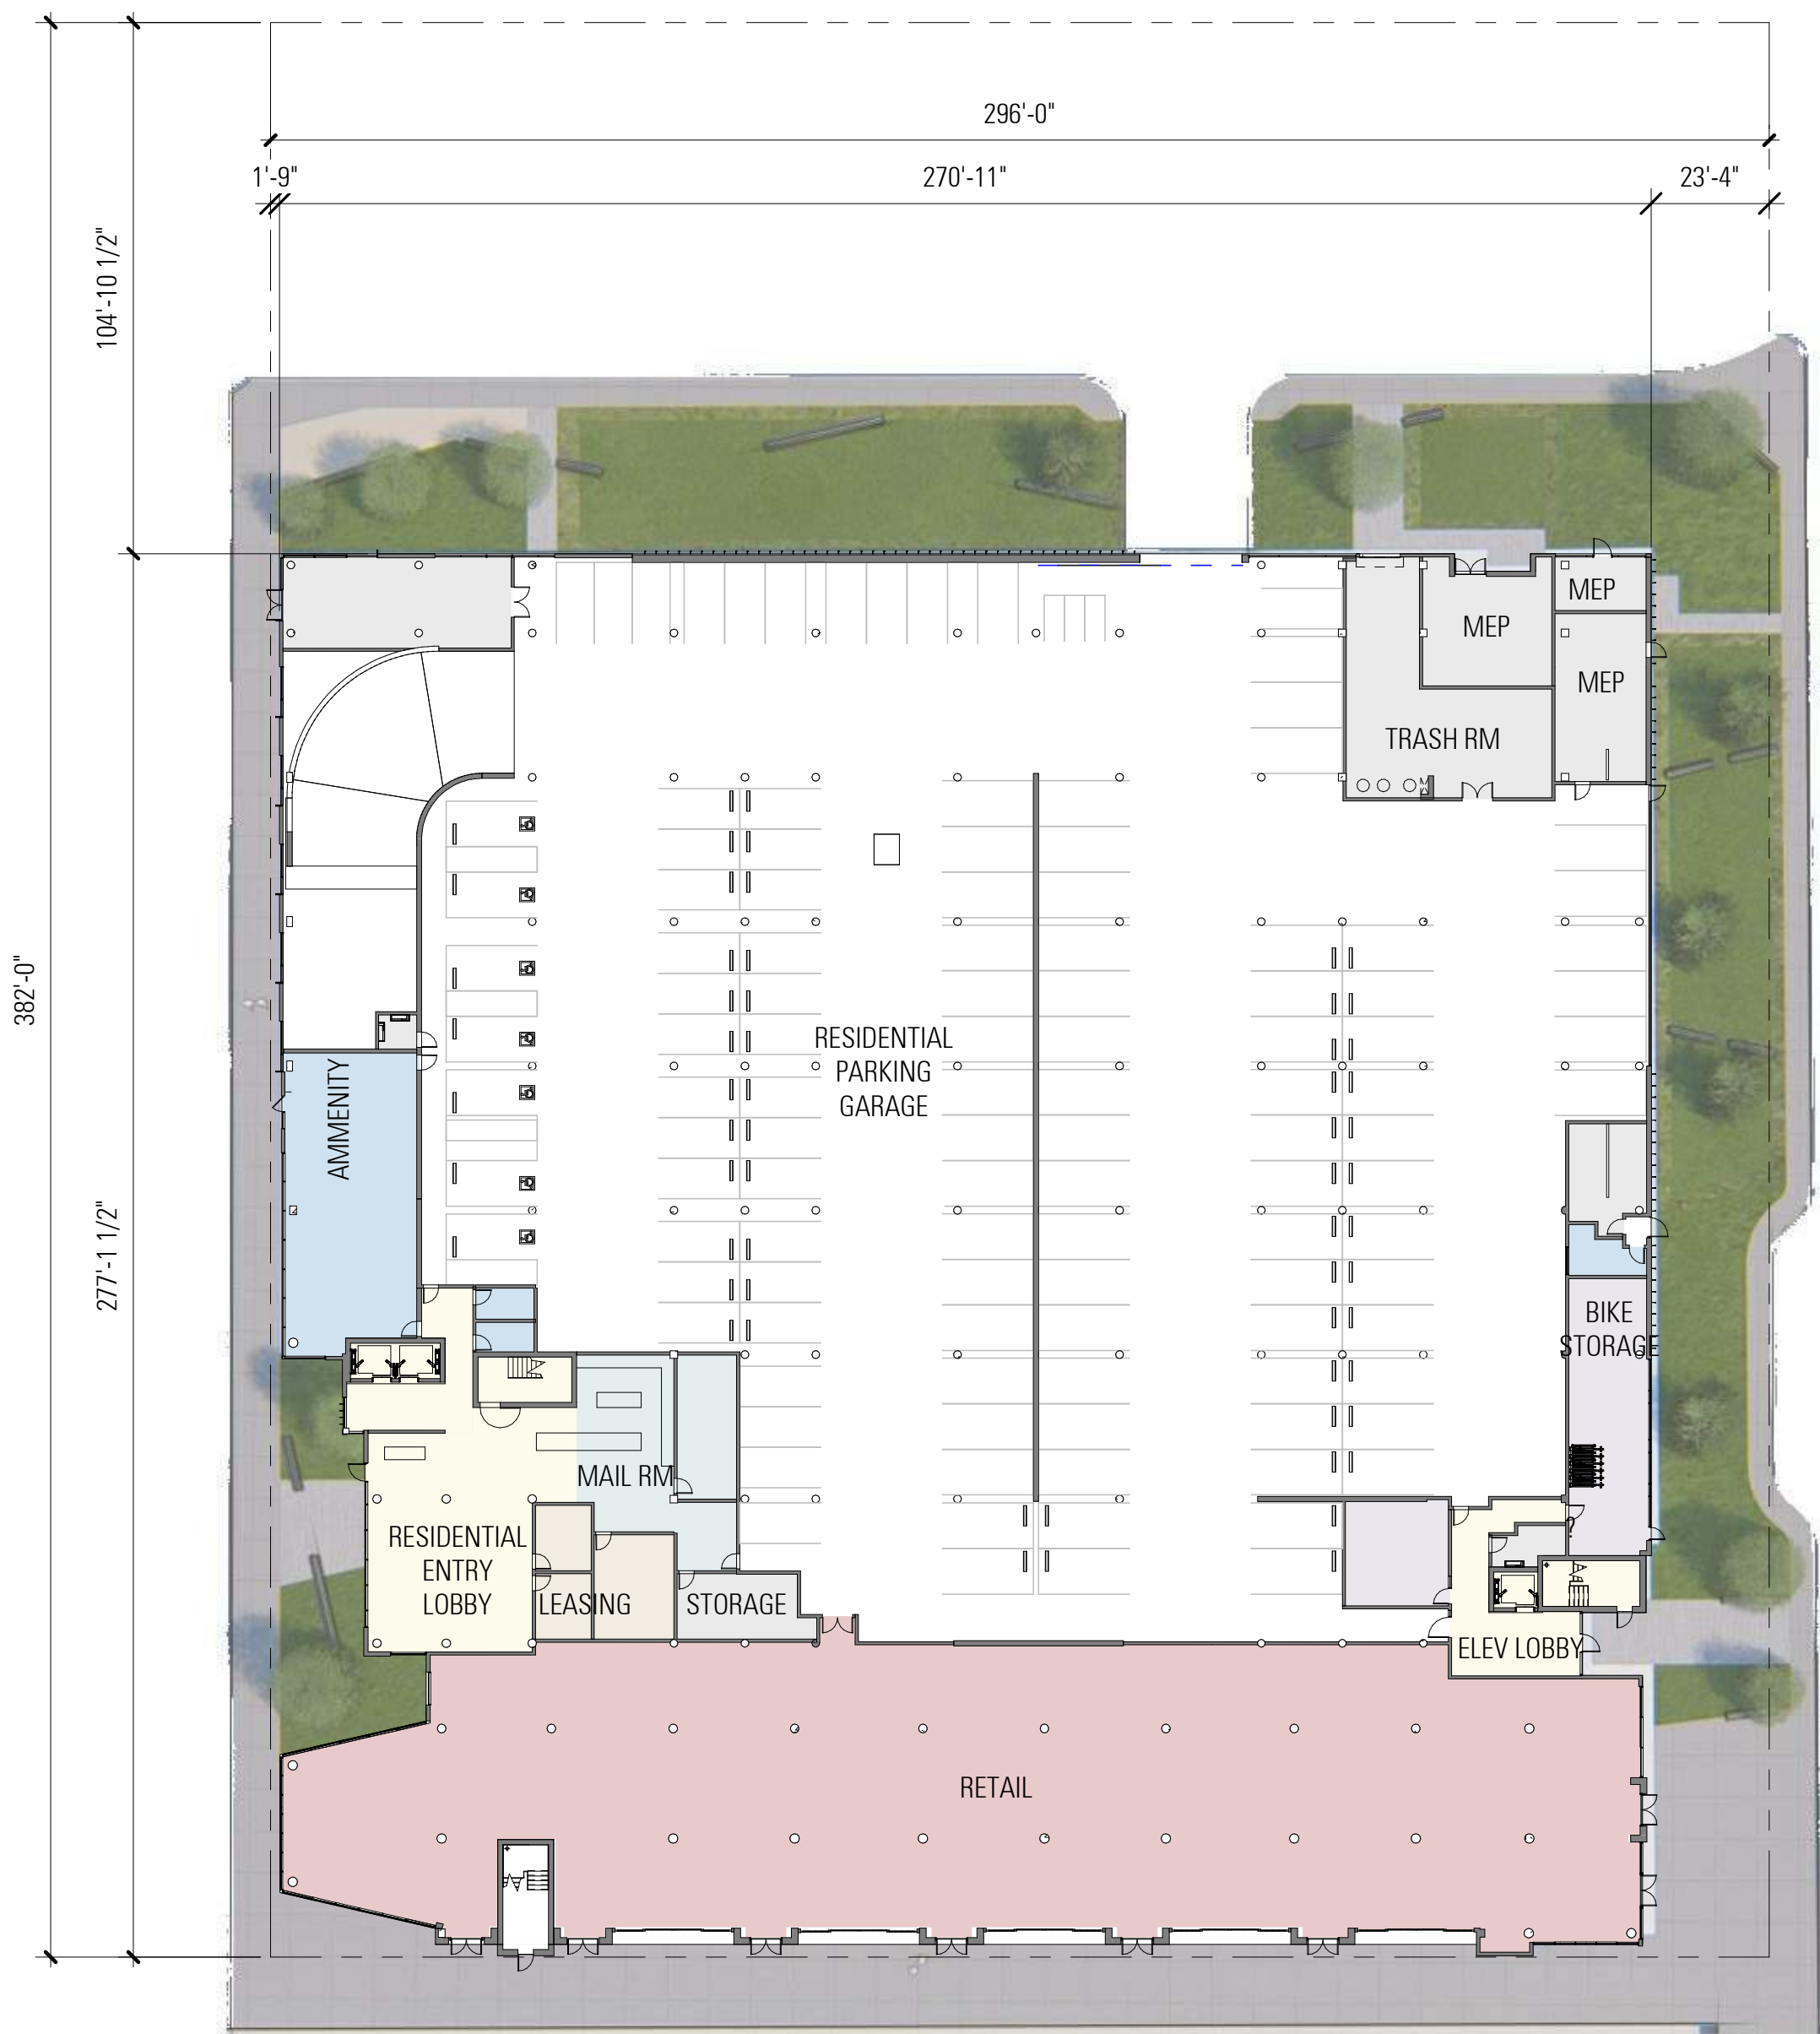 296'-0"
1'-9"
270'-11"
23'-4"
104'-10 1/2"
MEP
MEP
MEP
TRASH RM
382'-0"
RESIDENTIAL
PARKING
GARAGE
AMMENITY
277'-1 1/2"
BIKE
STORAGE
MAIL RM
RESIDENTIAL
ENTRY
LOBBY
LEASING
STORAGE
ELEV LOBBY
RETAIL